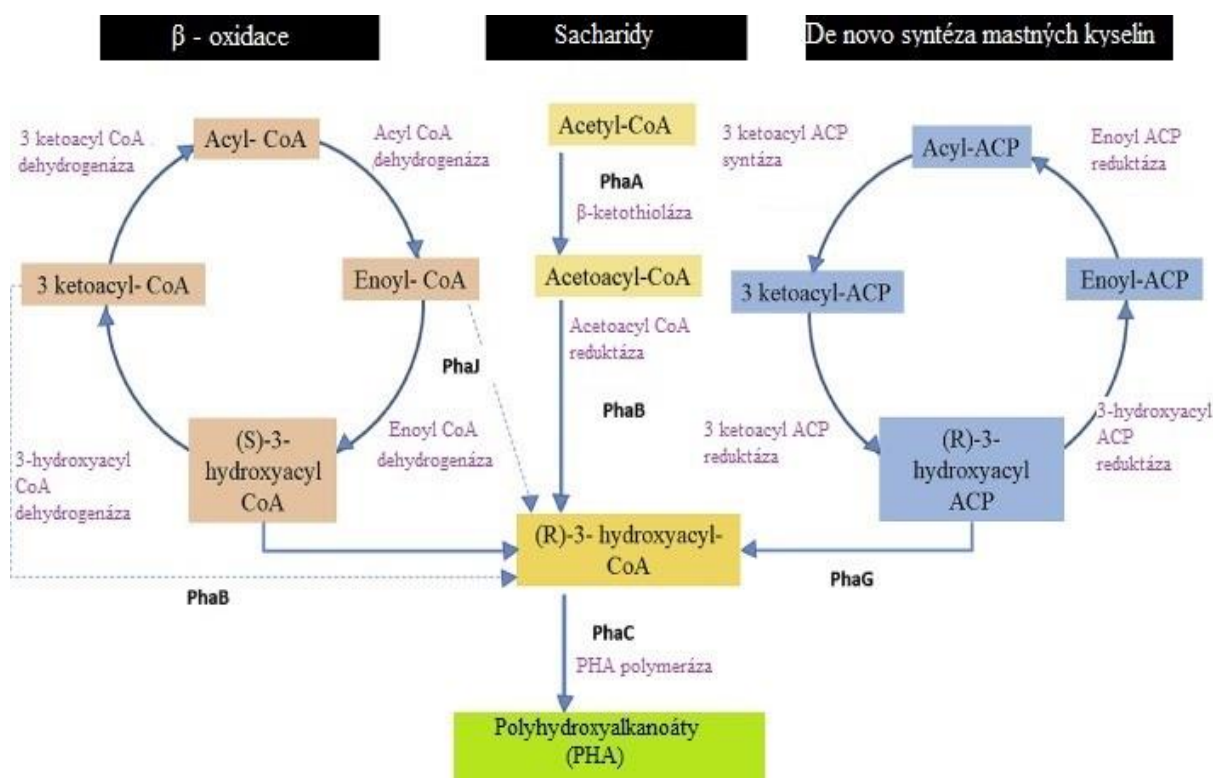 β - oxidace
Sacharidy
De novo syntéza mastných kyselin
3 ketoacyl CoA
dehydrogenáza
Acyl- CoA
Acyl CoA
dehydrogenáza
3 ketoacyl- CoA
Enoyl- CoA
PhaJ
(S)-3-
hydroxyacyl
CoA
Enoyl CoA
dehydrogenáza
3-hydroxyacyl
CoA
dehydrogenáza
PhaB
Acetyl-CoA
PhaA
β-ketothioláza
Acetoacyl-CoA
Acetoacyl CoA
reduktáza
PhaB
(R)-3- hydroxyacyl-
CoA
PhaC
PHA polymeráza
Polyhydroxyalkanoáty
(PHA)
3 ketoacyl ACP
syntáza
Acyl-ACP
Enoyl ACP
reduktáza
3 ketoacyl-ACP
Enoyl-ACP
3 ketoacyl ACP
reduktáza
(R)-3-
hydroxyacyl
ACP
3-hydroxyacyl
ACP
reduktáza
PhaG